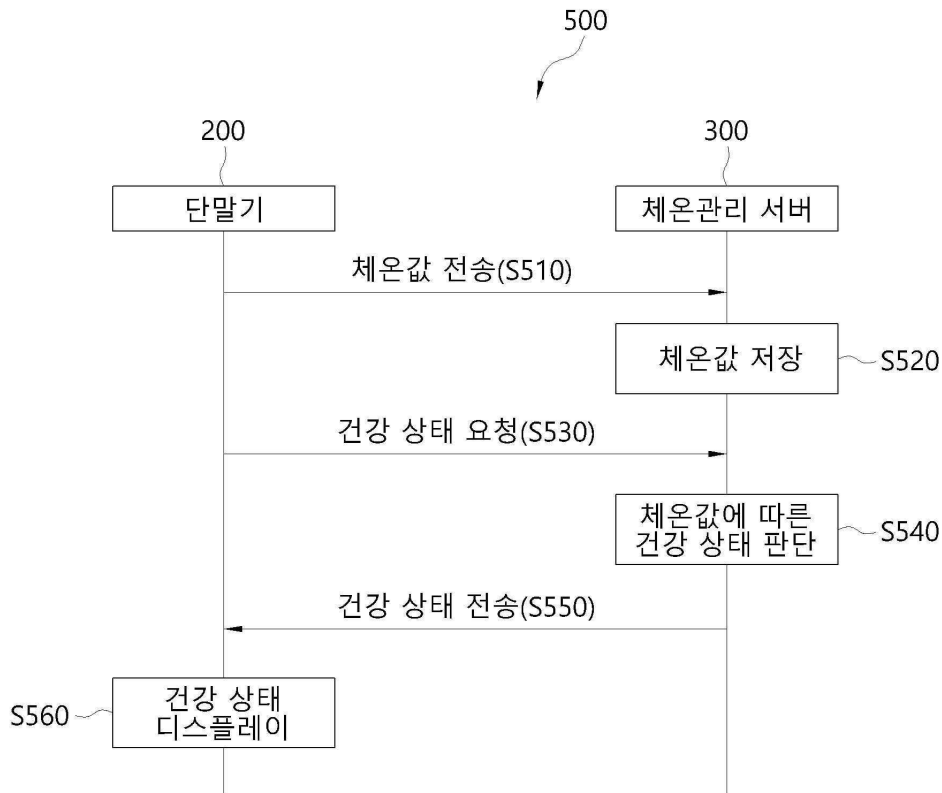 500
200
300
단말기
체온관리 서버
체온값 전송(S510)
체온값 저장
S520
건강 상태 요청(S530)
체온값에 따른
건강 상태 판단
S540
건강 상태 전송(S550)
S560
건강 상태
디스플레이